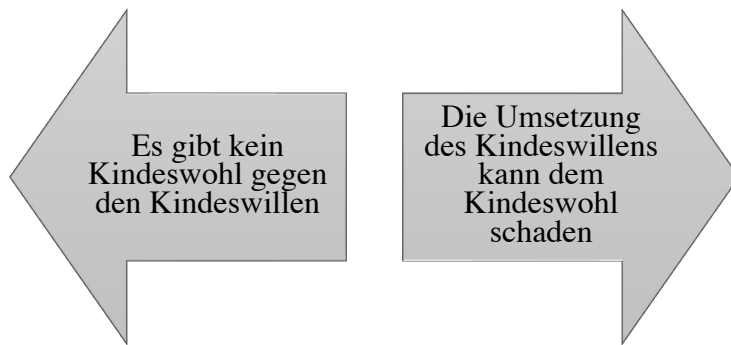 Es gibt kein
Kindeswohl gegen
den Kindeswillen
Die Umsetzung
des Kindeswillens
kann dem
Kindeswohl
schaden